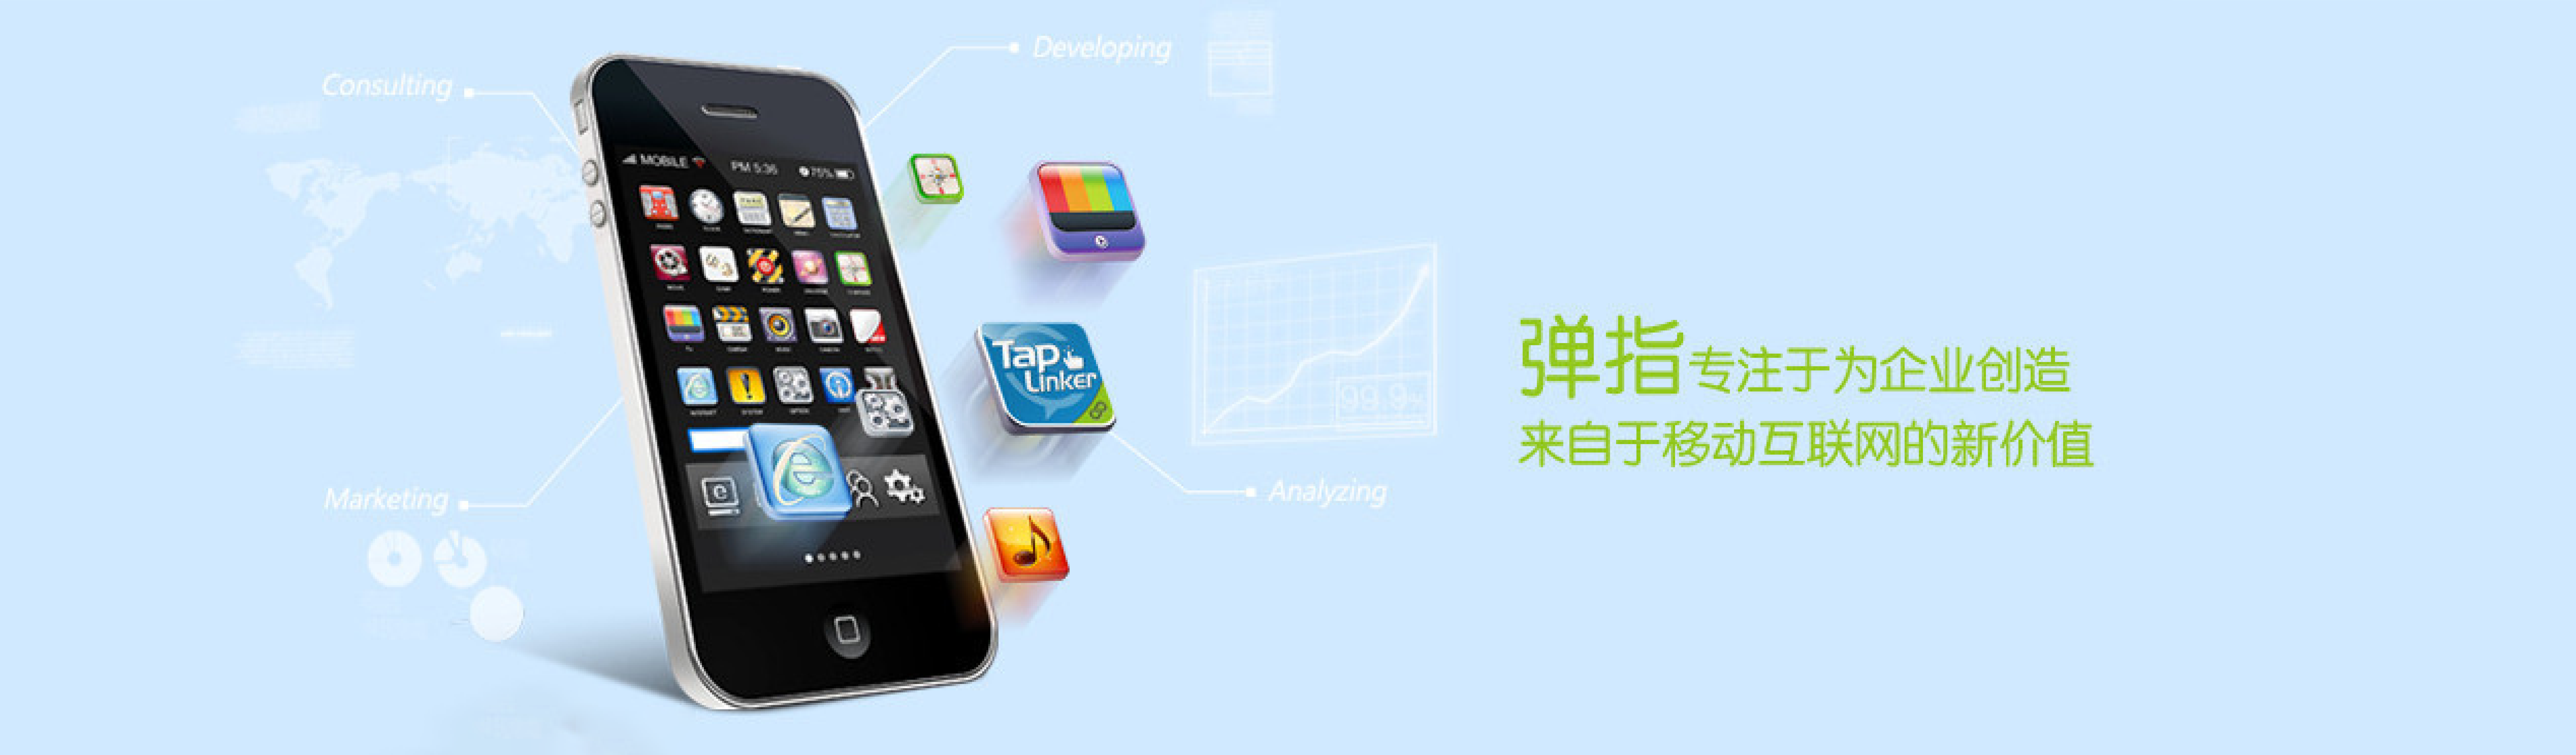 Consulting
Developing
MOBILE PM 5:36 75%
Tap
Linker
99.9%
Marketing
Analyzing
弹指专注于为企业创造
来自于移动互联网的新价值